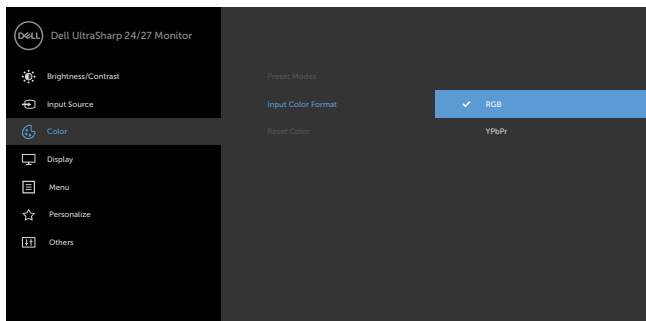 DELL Dell UltraSharp 24/27 Monitor
Brightness/Contrast
Input Source
Color
Display
Menu
Personalize
Others
Preset Modes
Input Color Format
Reset Color
RGB
YPbPr